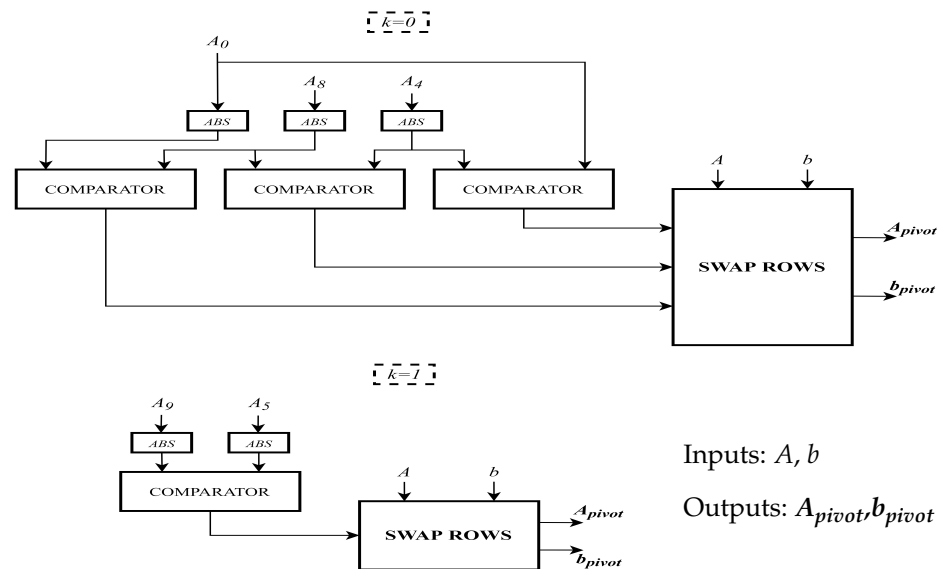 k=0
A0
A8 A4
ABS ABS ABS
COMPARATOR COMPARATOR COMPARATOR
A b
SWAP ROWS
Apivot
bpivot
k=1
A9 A5
ABS ABS
COMPARATOR
A b
SWAP ROWS
Apivot
bpivot
Inputs: A, b
Outputs: Apivot,bpivot